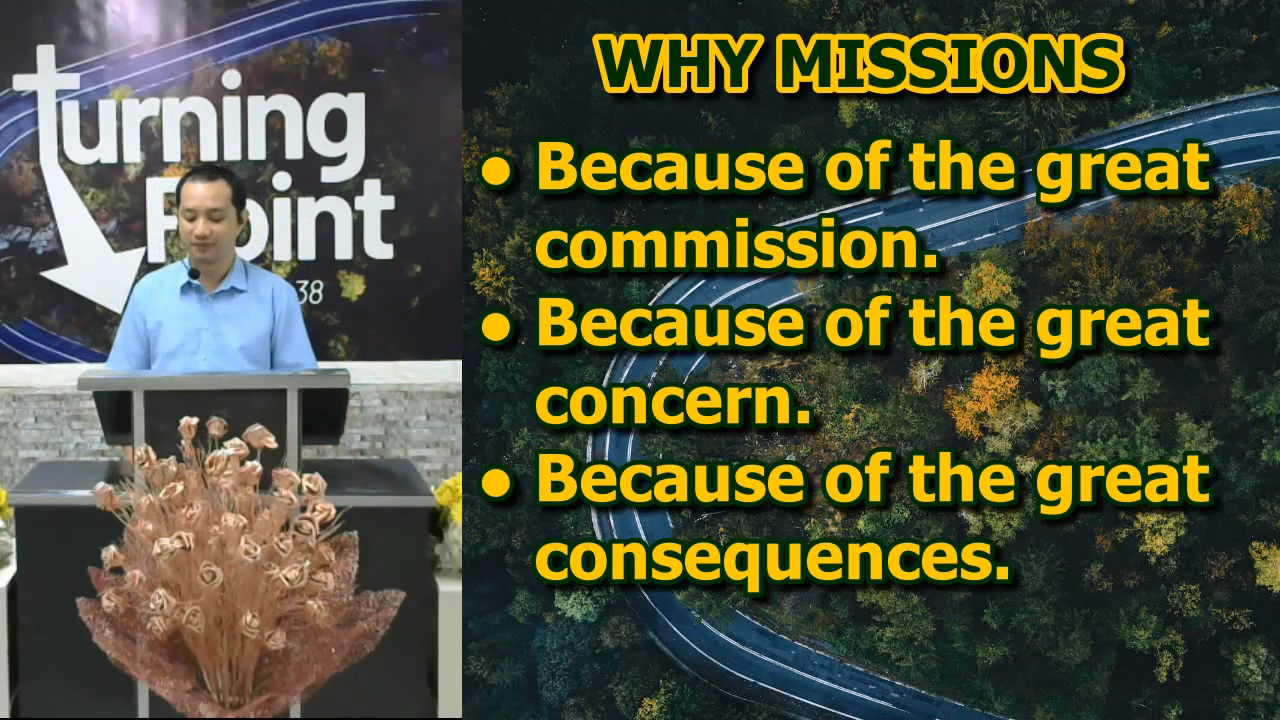 turning
Point
38
WHY MISSIONS
• Because of the great
commission.
• Because of the great
concern.
• Because of the great
consequences.